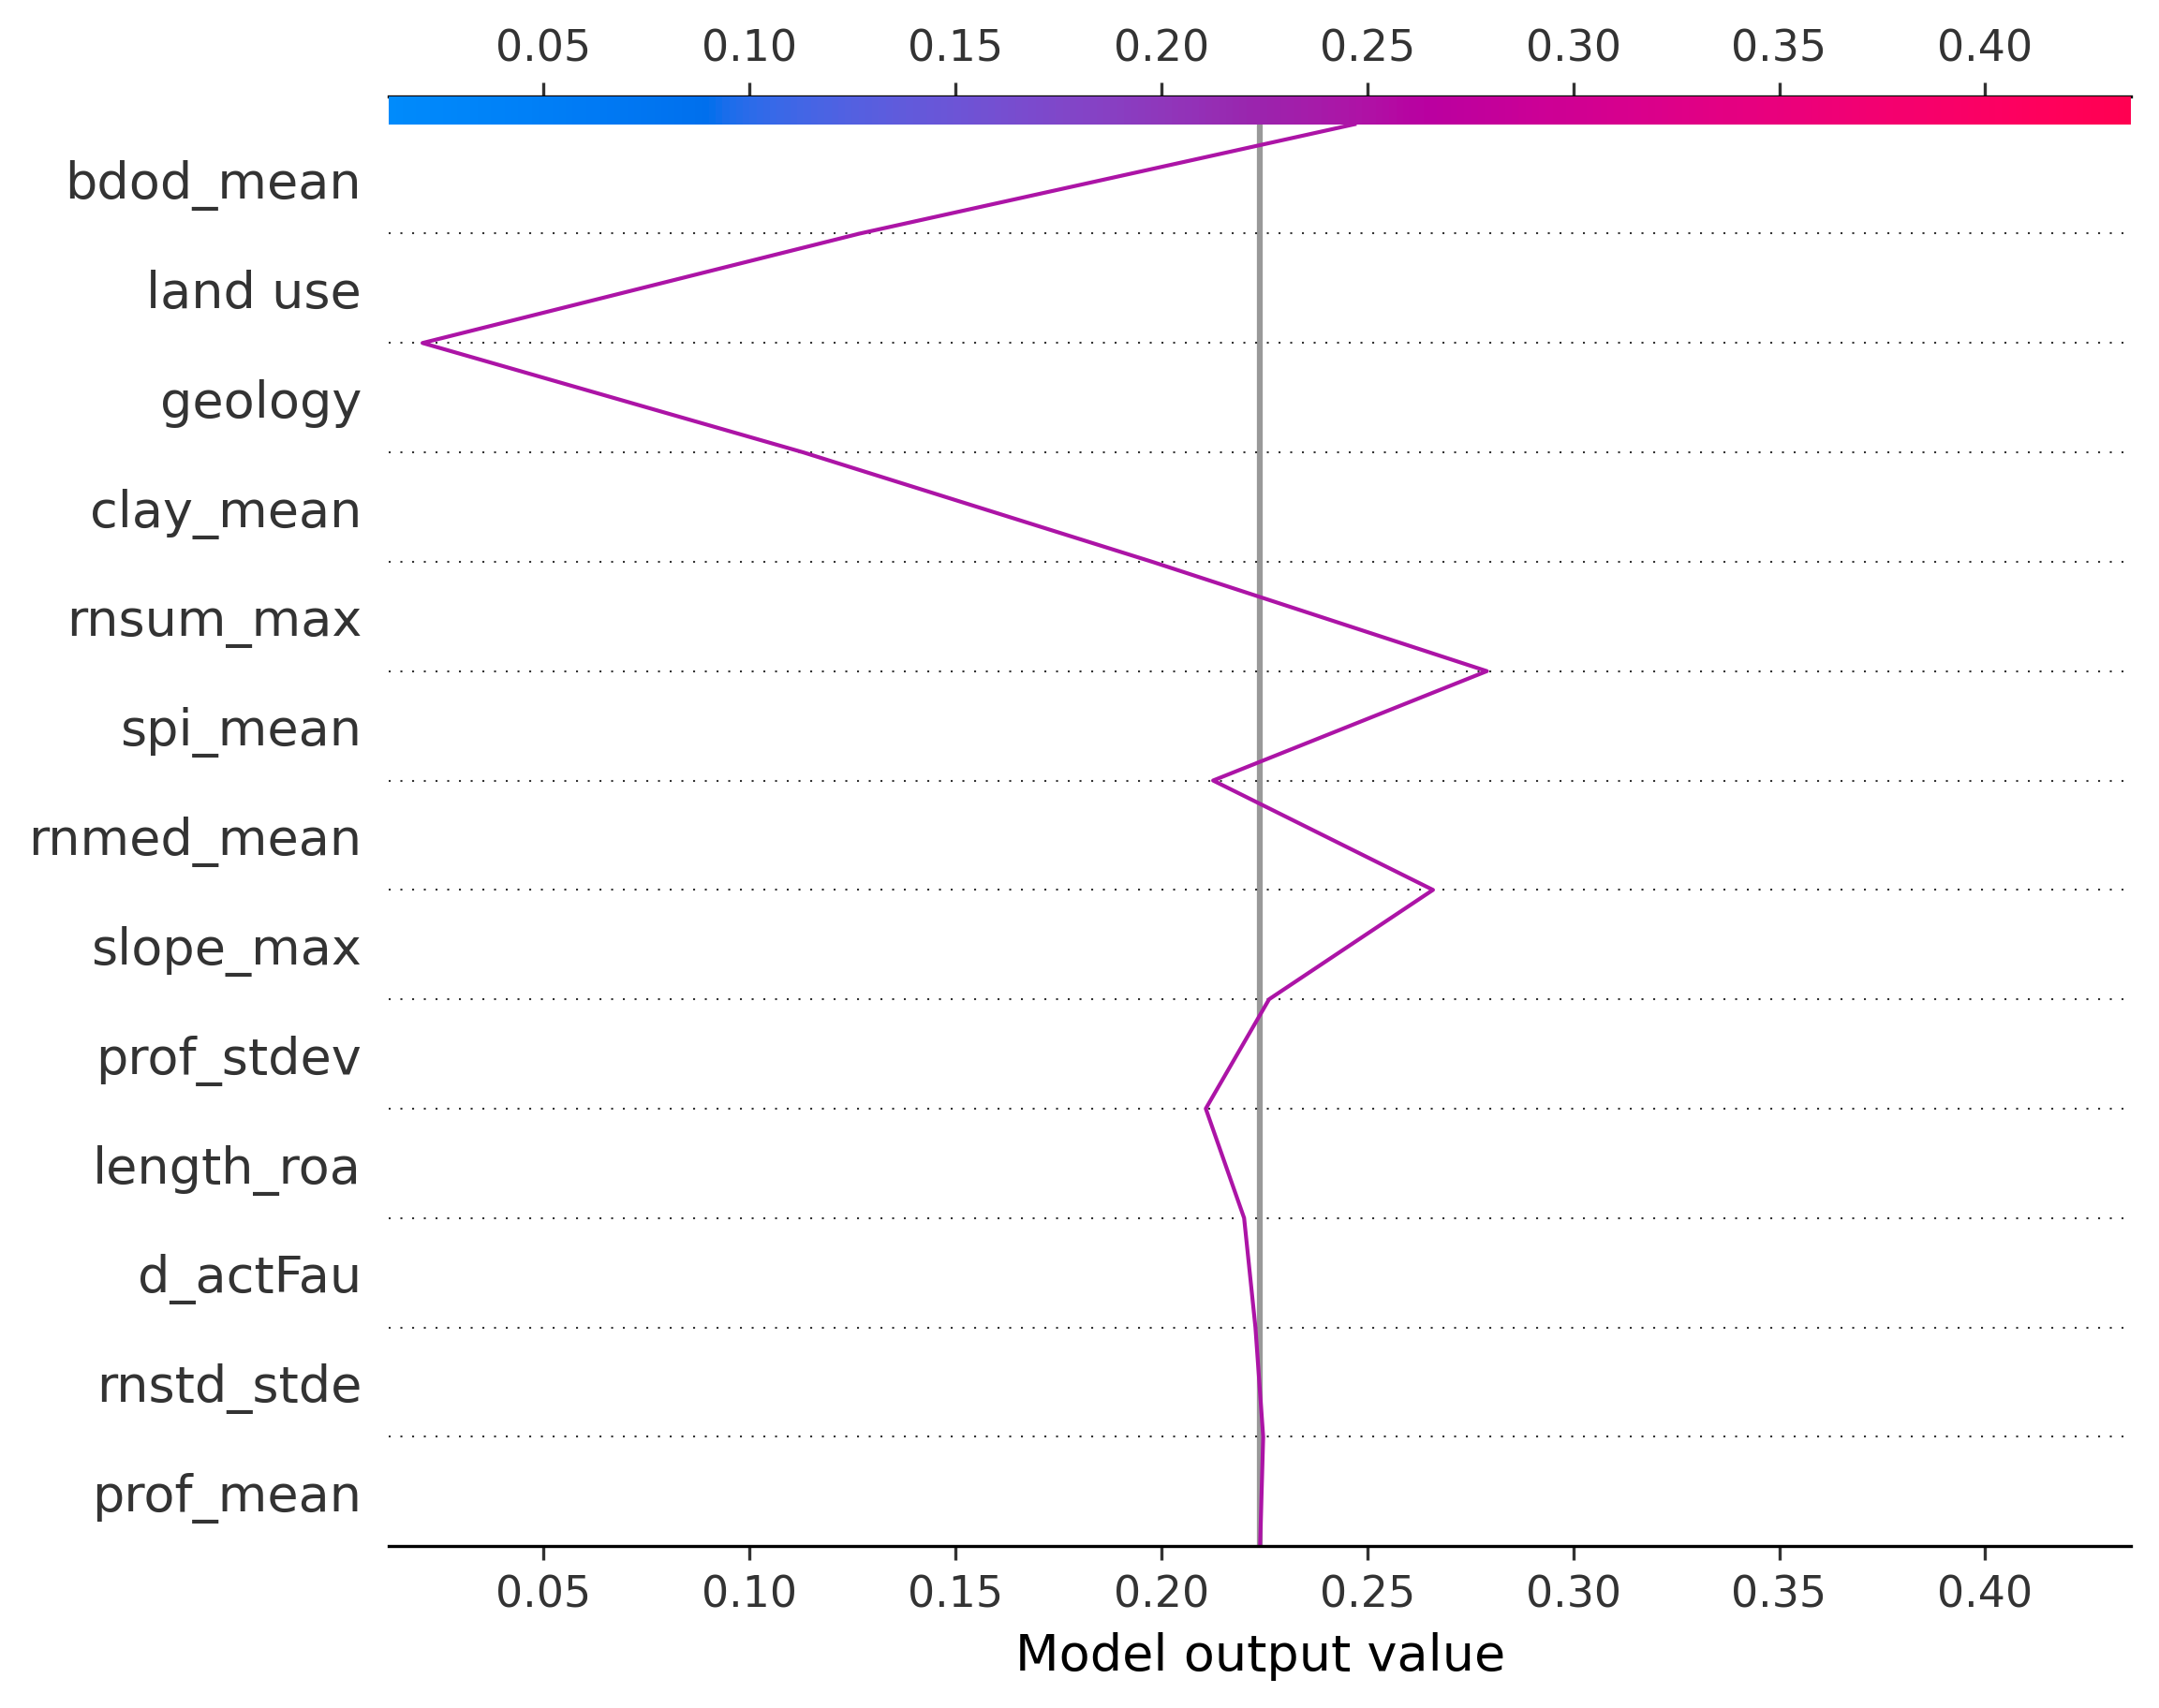 0.05 0.10 0.15 0.20 0.25 0.30 0.35 0.40
bdod_mean
land use
geology
clay_mean
rnsum_max
spi_mean
rnmed_mean
slope_max
prof_stdev
length_roa
d_actFau
rnstd_stde
prof_mean
0.05 0.10 0.15 0.20 0.25 0.30 0.35 0.40
Model output value